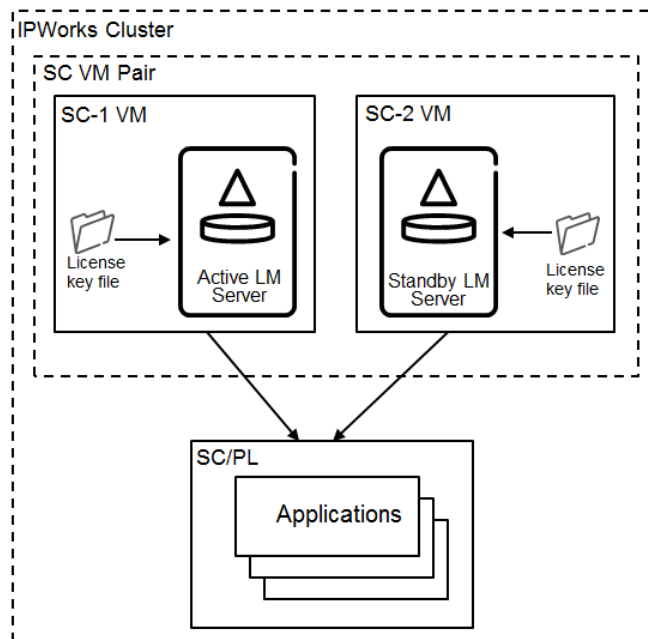 IPWorks Cluster
SC VM Pair
SC-1 VM
License
key file
Active LM
Server
SC-2 VM
Standby LM
Server
License
key file
SC/PL
Applications